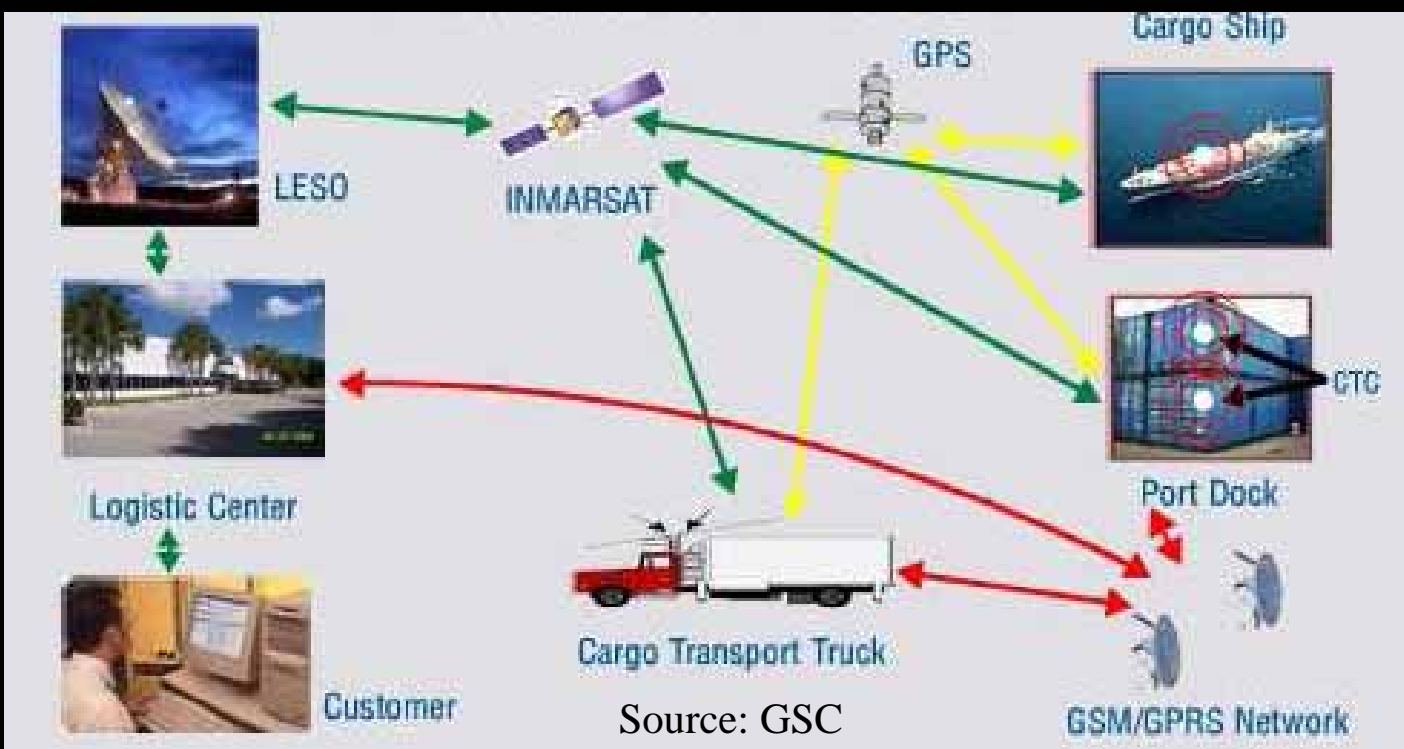 Cargo Ship
GPS
LESO
INMARSAT
CTC
Logistic Center
Port Dock
Cargo Transport Truck
Customer
Source: GSC
GSM/GPRS Network